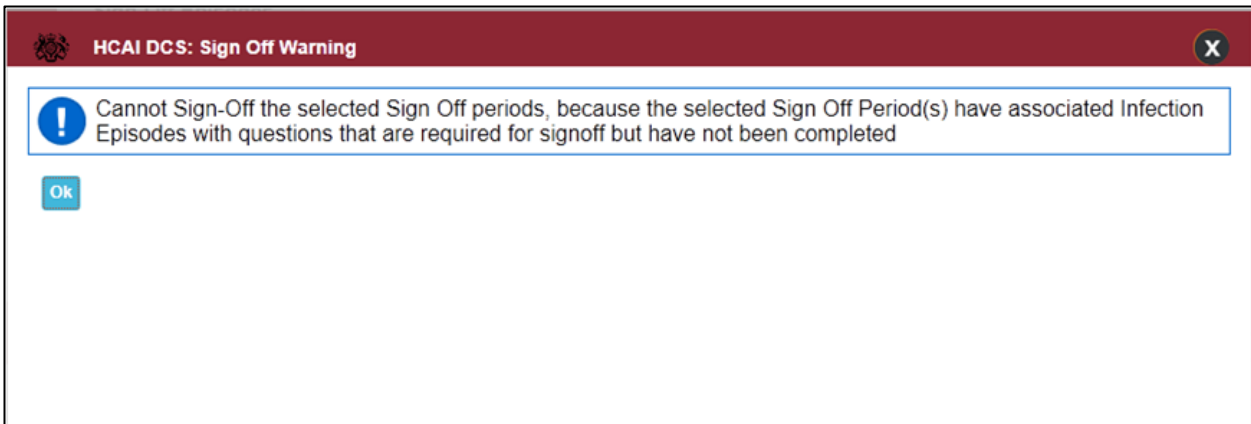 HCAI DCS: Sign Off Warning
X
Cannot Sign-Off the selected Sign Off periods, because the selected Sign Off Period(s) have associated Infection
Episodes with questions that are required for signoff but have not been completed
Ok